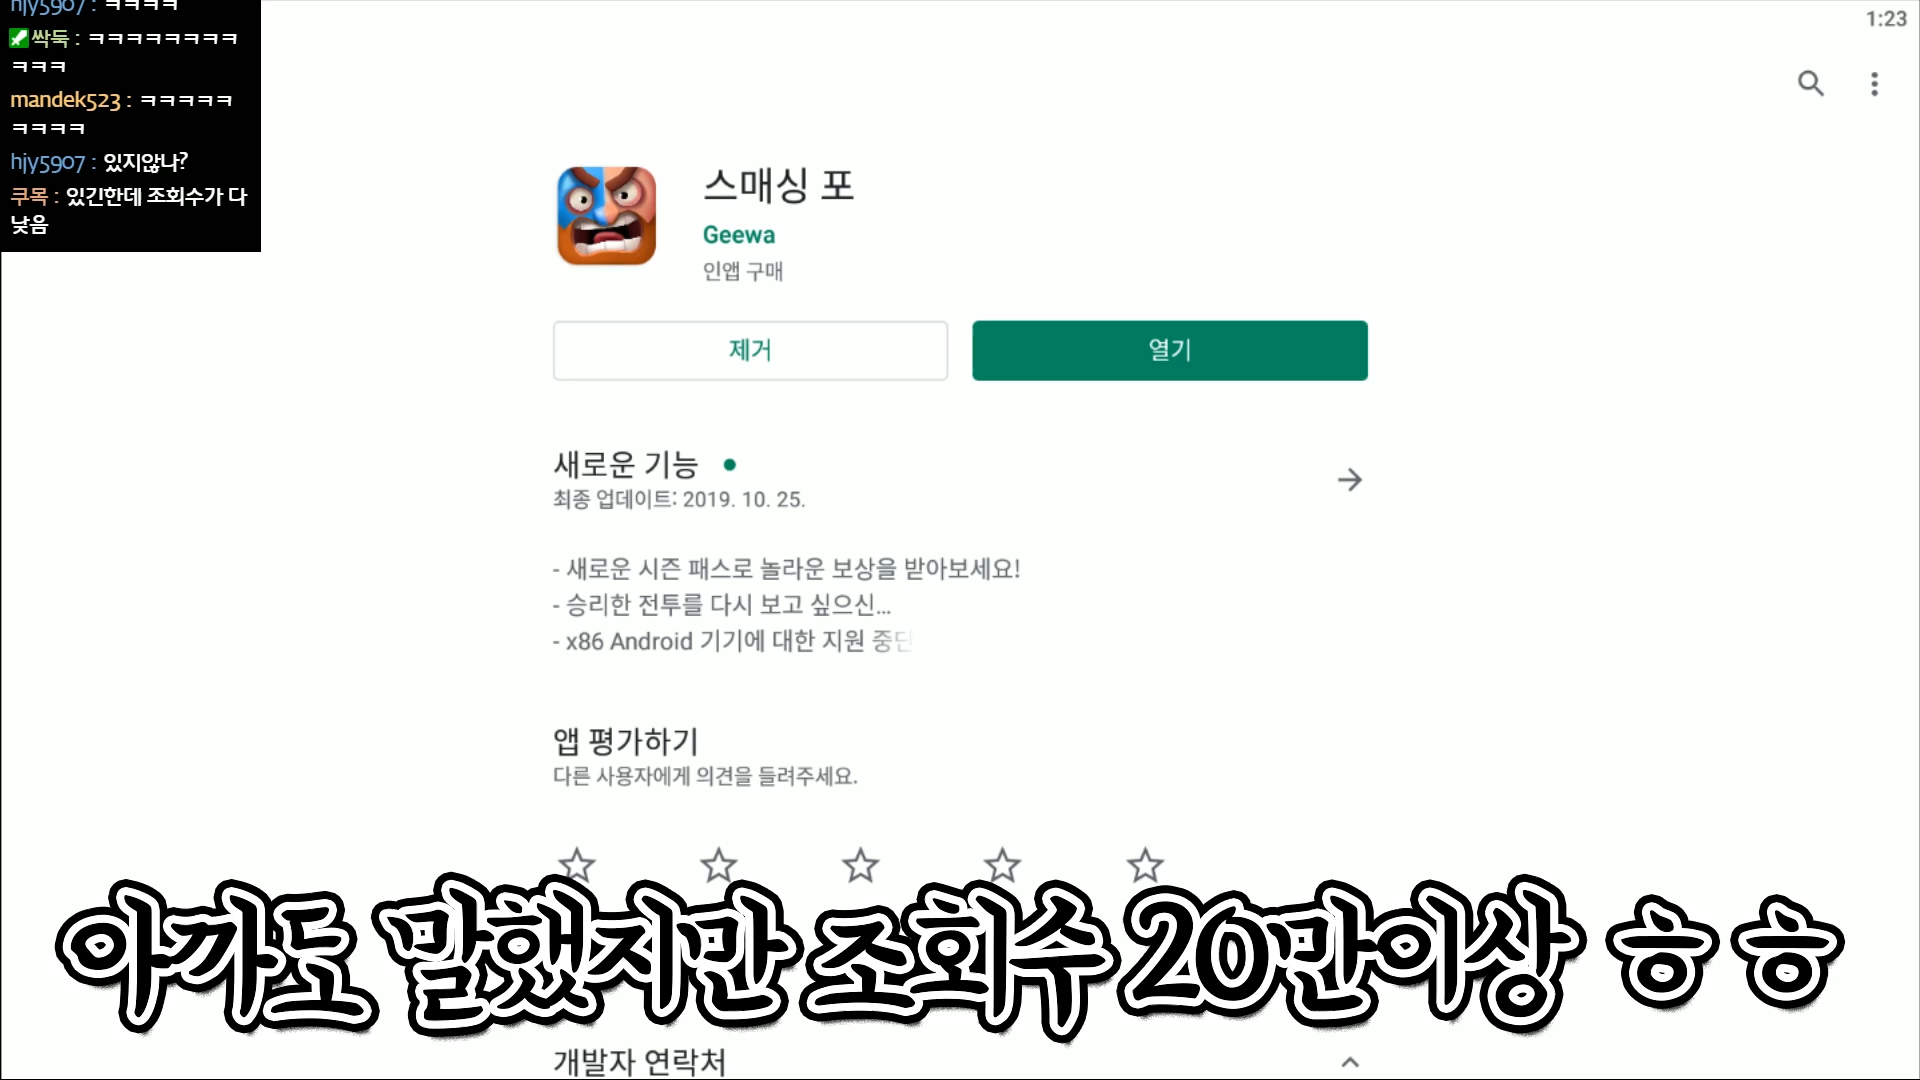 hjy5907 : ㅋㅋㅋㅋ
싹둑 : ㅋㅋㅋㅋㅋㅋㅋㅋ
ㅋㅋㅋ
mandek523 : ㅋㅋㅋㅋㅋ
ㅋㅋㅋㅋ
hjy5907 : 있지않나?
쿠목 : 있긴한데 조회수가 다
낮음
1:23
스매싱 포
Geewa
인앱 구매
제거
열기
새로운 기능
최종 업데이트: 2019. 10. 25.
- 새로운 시즌 패스로 놀라운 보상을 받아보세요!
- 승리한 전투를 다시 보고 싶으신...
- x86 Android 기기에 대한 지원 중단
앱 평가하기
다른 사용자에게 의견을 들려주세요.
아까도 말했지만 조회수 20만이상 ㅎㅎ
개발자 연락처